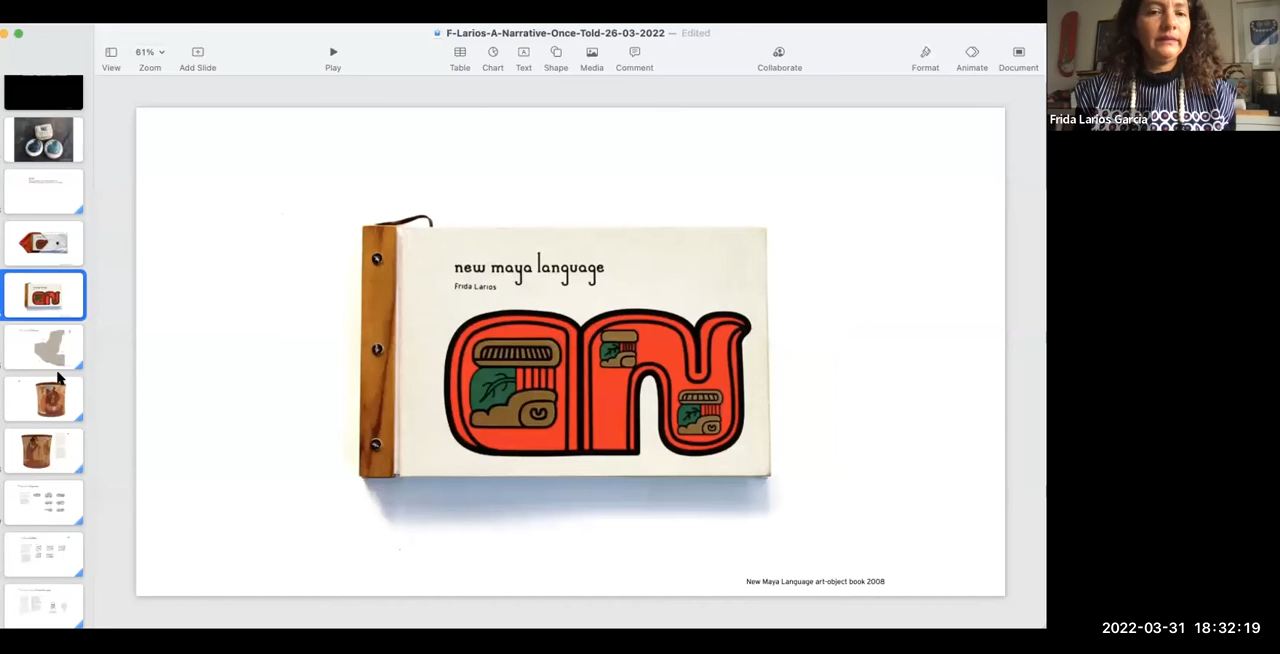 F-Larios-A-Narrative-Once-Told-26-03-2022 — Edited
61%
View
Zoom
Add Slide
Play
Table
Chart
Text
Shape
Media
Comment
Collaborate
Format
Animate
Document
Frida Larios Garcia
new maya language
Frida Larios
New Maya Language art-object book 2008
2022-03-31 18:32:19